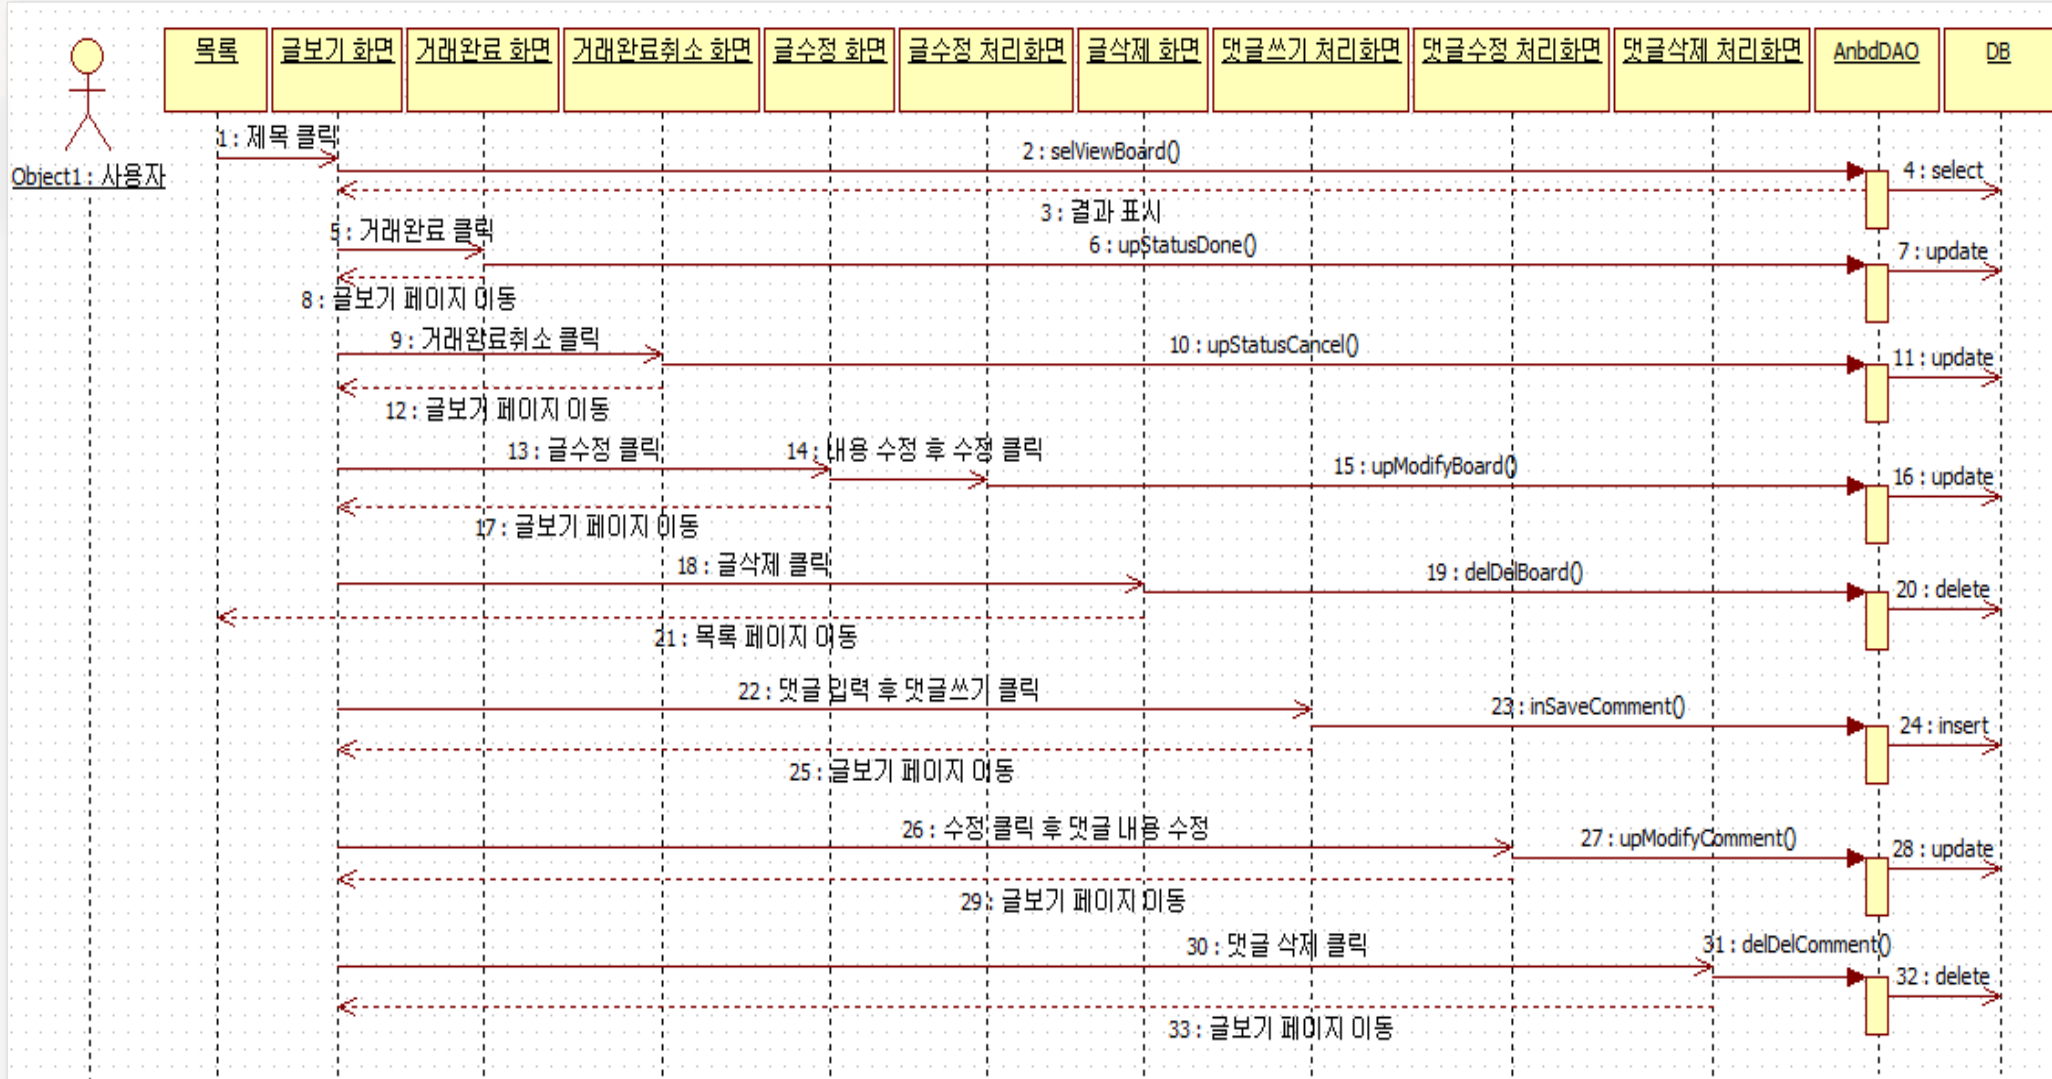 목록
글보기 화면
거래완료 화면
거래완료취소 화면
글수정 화면
글수정 처리화면
글삭제 화면
댓글쓰기 처리화면
댓글수정 처리화면
댓글삭제 처리화면
AnbdDAO
DB
Object1 : 사용자
1 : 제목 클릭
2 : selViewBoard()
4 : select
3 : 결과 표시
5 : 거래완료 클릭
6 : upStatusDone()
7 : update
8 : 글보기 페이지 이동
9 : 거래완료취소 클릭
10 : upStatusCancel()
11 : update
12 : 글보기 페이지 이동
13 : 글수정 클릭
14 : 내용 수정 후 수정 클릭
15 : upModifyBoard()
16 : update
17 : 글보기 페이지 이동
18 : 글삭제 클릭
19 : delDelBoard()
20 : delete
21 : 목록 페이지 이동
22 : 댓글 입력 후 댓글쓰기 클릭
23 : inSaveComment()
24 : insert
25 : 글보기 페이지 이동
26 : 수정 클릭 후 댓글 내용 수정
27 : upModifyComment()
28 : update
29 : 글보기 페이지 이동
30 : 댓글 삭제 클릭
31 : delDelComment()
32 : delete
33 : 글보기 페이지 이동